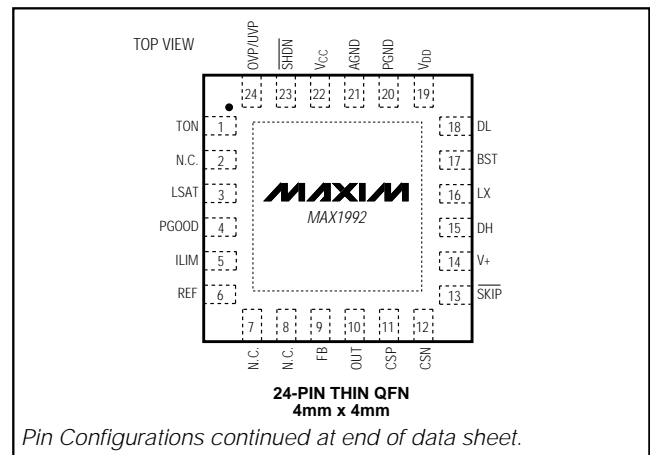 TOP VIEW
OVP/UVP
SHDN
VCC
AGND
PGND
VDD
24 23 22 21 20 19
TON 1
N.C. 2
LSAT 3
PGOOD 4
ILIM 5
REF 6
18 DL
17 BST
16 LX
15 DH
14 V+
13 SKIP
MAXIM
MAX1992
7 8 9 10 11 12
N.C.
N.C.
FB
OUT
CSP
CSN
24-PIN THIN QFN
4mm x 4mm
Pin Configurations continued at end of data sheet.